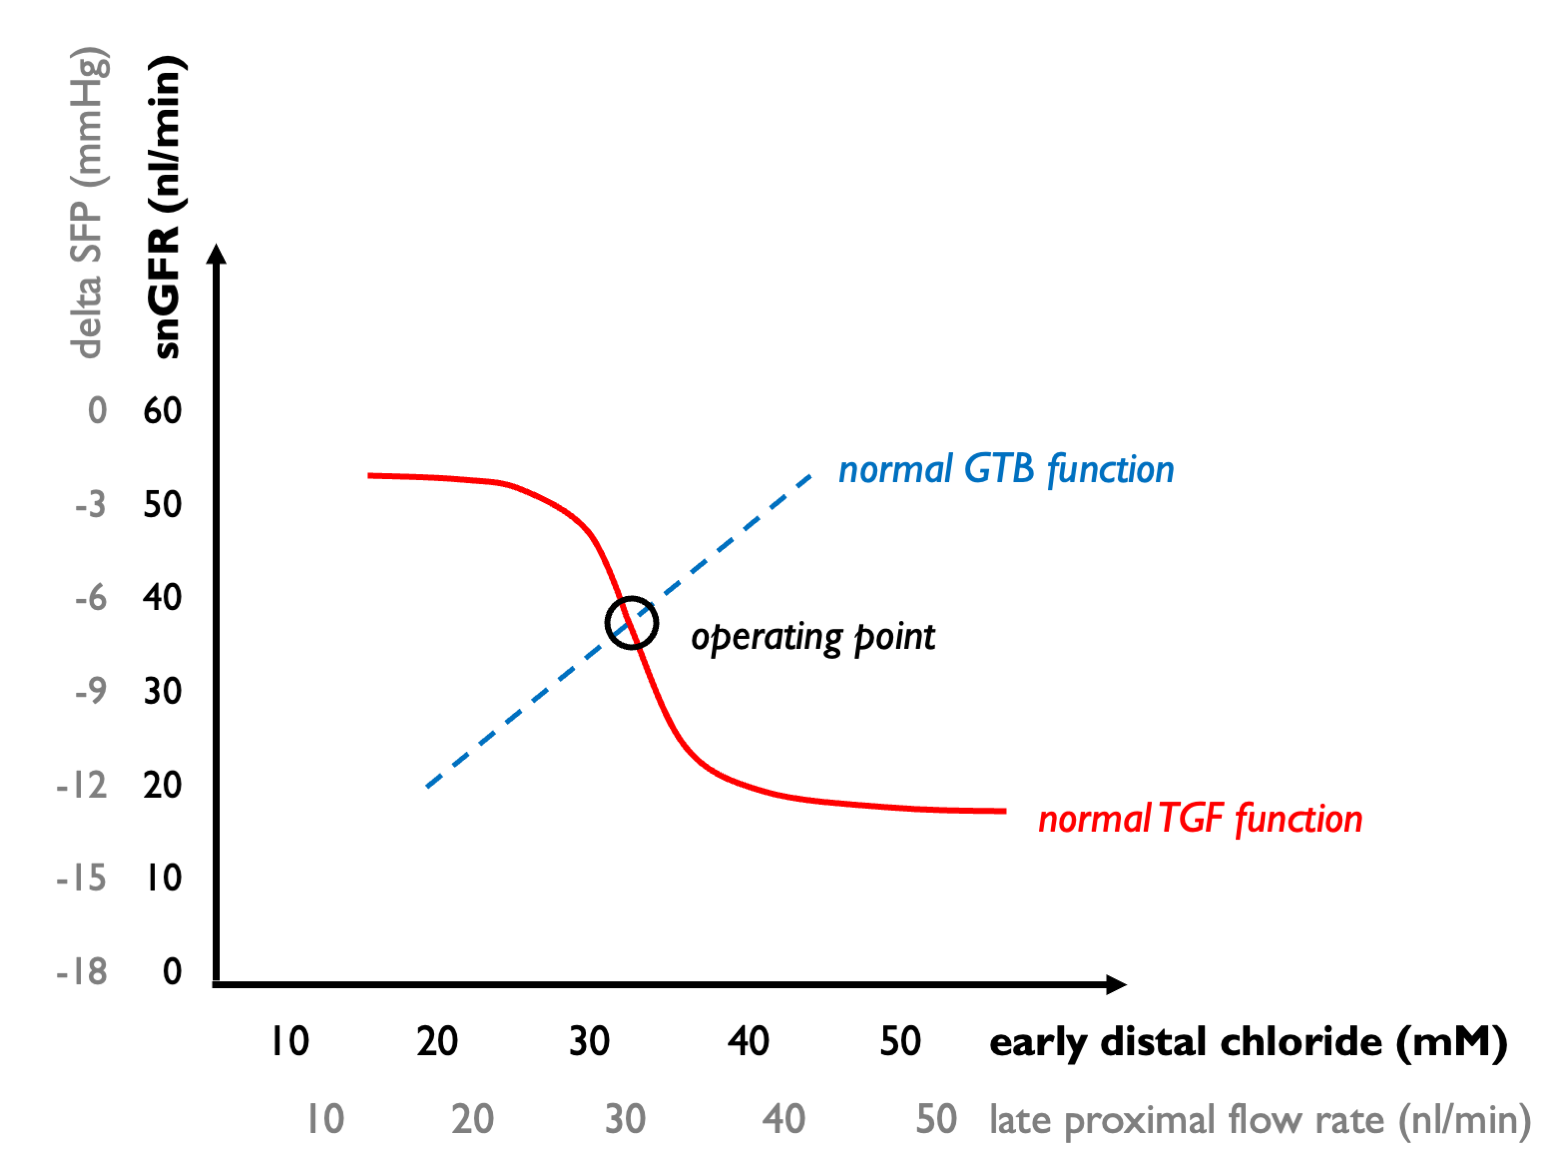 delta SFP (mmHg)
snGFR (nl/min)
0 60
-3 50
normal GTB function
-6 40
operating point
-9 30
-12 20
normal TGF function
-15 10
-18 0
10 20 30 40 50 early distal chloride (mM)
10 20 30 40 50 late proximal flow rate (nl/min)